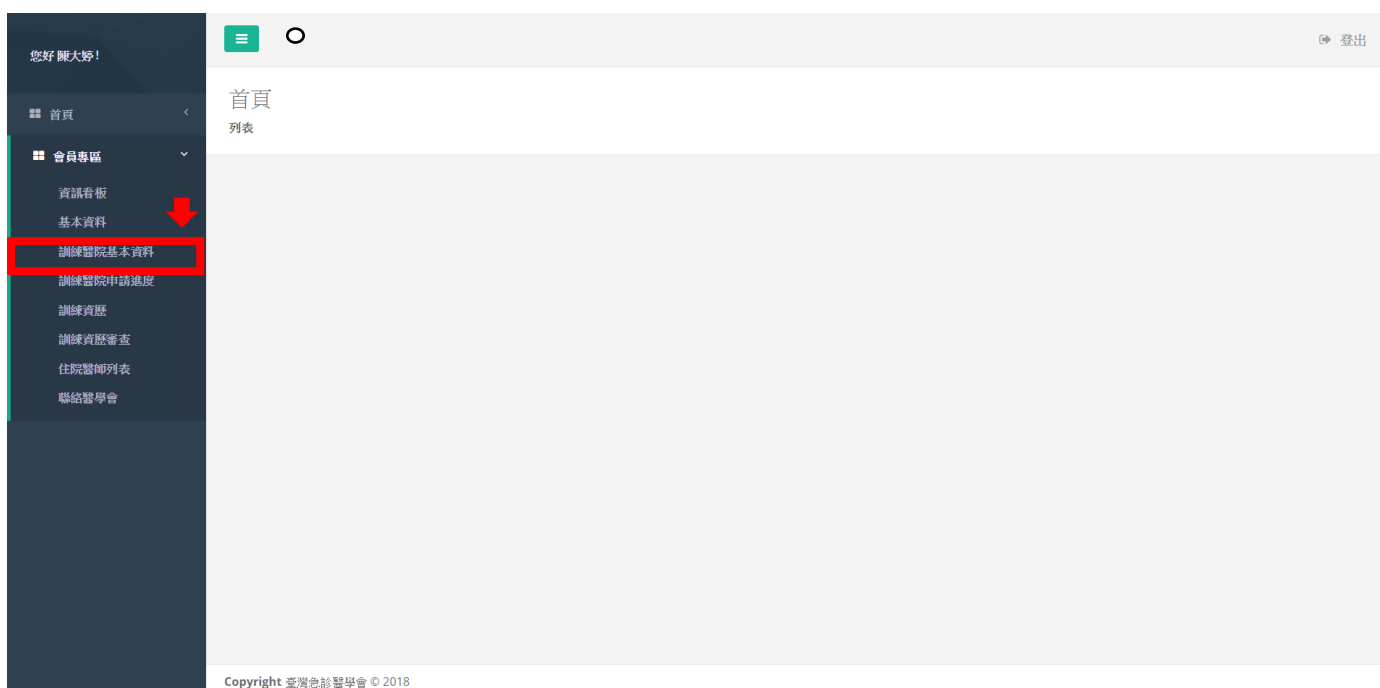 您好 陳大婷!
登出
首頁
首頁
列表
會員專區
資訊看板
基本資料
訓練醫院基本資料
訓練醫院申請進度
訓練資歷
訓練資歷審查
住院醫師列表
聯絡醫學會
Copyright 臺灣急診醫學會 © 2018